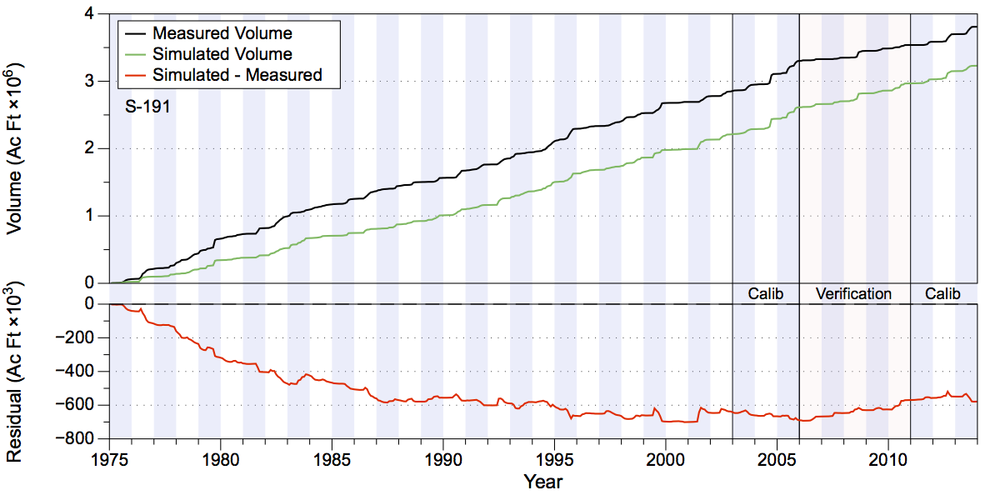 4
Measured Volume
Simulated Volume
Simulated - Measured
3
S-191
2
1
0
Volume (Ac Ft ×10⁶)
Calib
Verification
Calib
0
−200
−400
−600
−800
Residual (Ac Ft ×10³)
1975
1980
1985
1990
1995
2000
2005
2010
Year